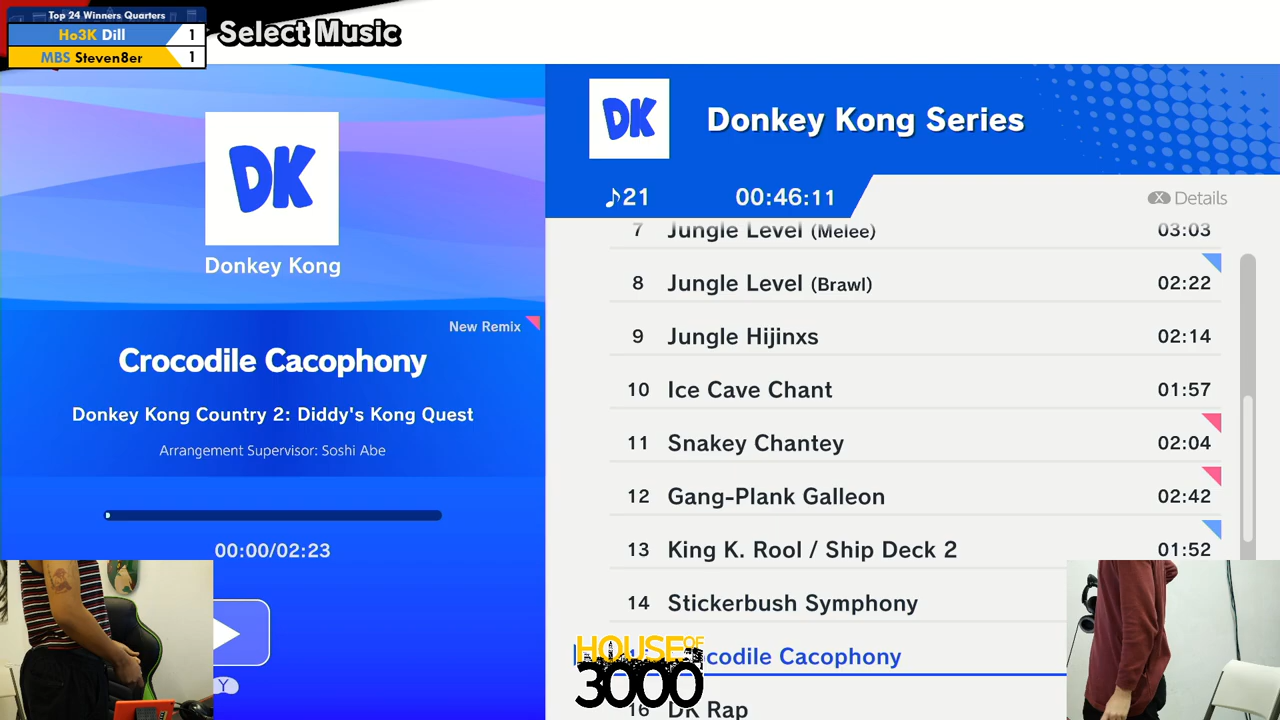 Top 24 Winners Quarters
Ho3K Dill 1
MBS Steven8er 1
Select Music
DK
Donkey Kong
New Remix
Crocodile Cacophony
Donkey Kong Country 2: Diddy's Kong Quest
Arrangement Supervisor: Soshi Abe
00:00/02:23
Y
DK
Donkey Kong Series
♪21 00:46:11
X Details
7 Jungle Level (Melee) 03:03
8 Jungle Level (Brawl) 02:22
9 Jungle Hijinxs 02:14
10 Ice Cave Chant 01:57
11 Snakey Chantey 02:04
12 Gang-Plank Galleon 02:42
13 King K. Rool / Ship Deck 2 01:52
14 Stickerbush Symphony
codile Cacophony
16 DK Rap
HOUSE OF
3000